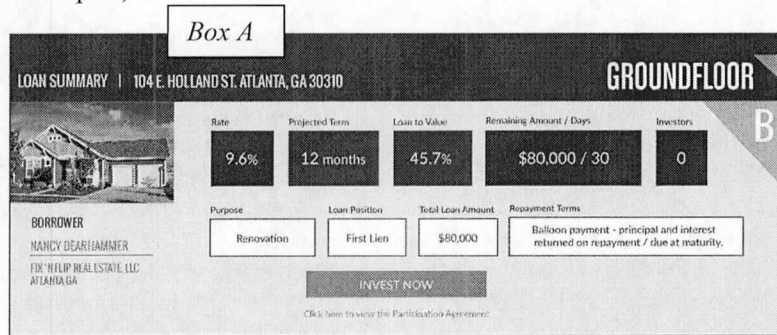 Box A
LOAN SUMMARY | 104 E. HOLLAND ST. ATLANTA, GA 30310
GROUNDFLOOR
B
Rate Projected Term Loan to Value Remaining Amount / Days Investors
9.6% 12 months 45.7% $80,000 / 30 0
Purpose Loan Position Total Loan Amount Repayment Terms
Renovation First Lien $80,000 Balloon payment - principal and interest
returned on repayment / due at maturity.
BORROWER
NANCY DEARHAMMER
FIX 'N FLIP REAL ESTATE, LLC
ATLANTA GA
INVEST NOW
Click here to view the Participation Agreement